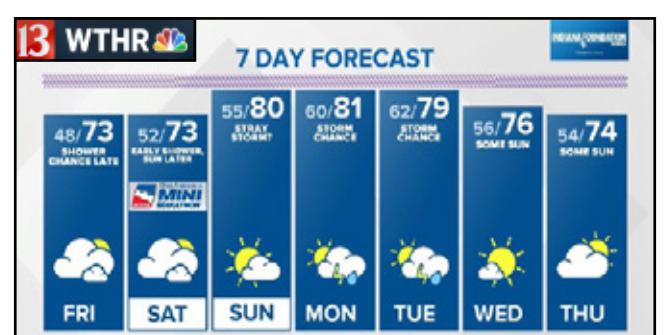 13 WTHR
INDIANA FOUNDATION
7 DAY FORECAST
48/73
SHOWER
CHANCE LATE
FRI
52/73
EARLY SHOWER,
SUN LATER
MINI
SAT
55/80
STRAY
STORM?
SUN
60/81
STORM
CHANCE
MON
62/79
STORM
CHANCE
TUE
56/76
SOME SUN
WED
54/74
SOME SUN
THU